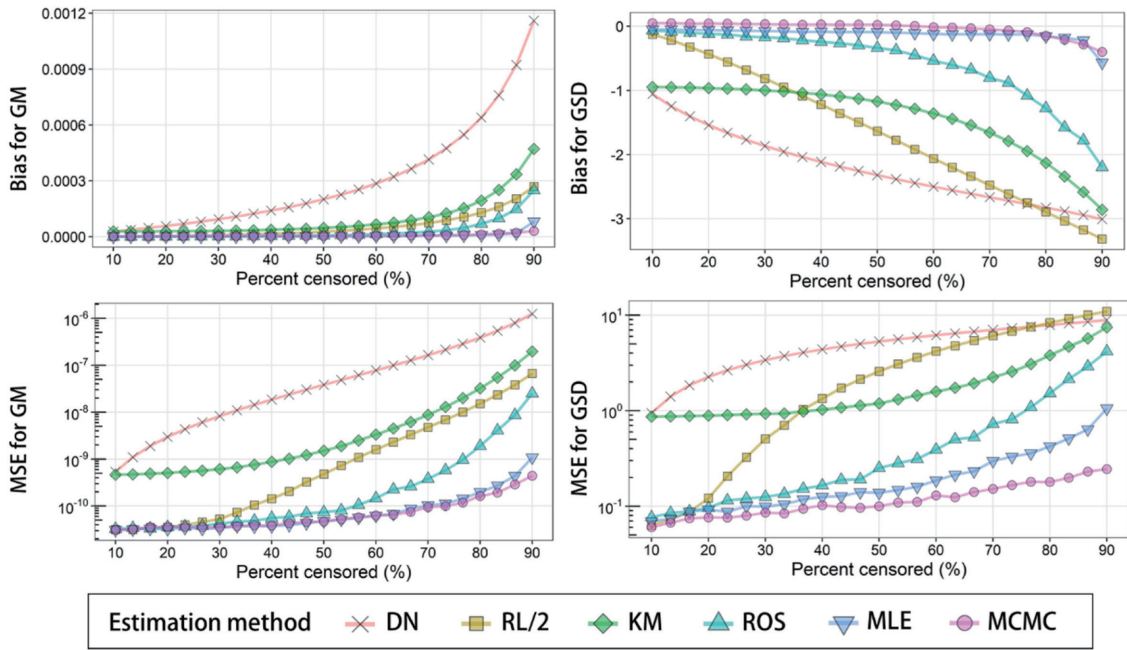 Bias for GM
0.0012
0.0009
0.0006
0.0003
0.0000
10 20 30 40 50 60 70 80 90
Percent censored (%)
Bias for GSD
0
-1
-2
-3
10 20 30 40 50 60 70 80 90
Percent censored (%)
MSE for GM
10⁻⁶
10⁻⁷
10⁻⁸
10⁻⁹
10⁻¹⁰
10 20 30 40 50 60 70 80 90
Percent censored (%)
MSE for GSD
10¹
10⁰
10⁻¹
10 20 30 40 50 60 70 80 90
Percent censored (%)
Estimation method DN RL/2 KM ROS MLE MCMC